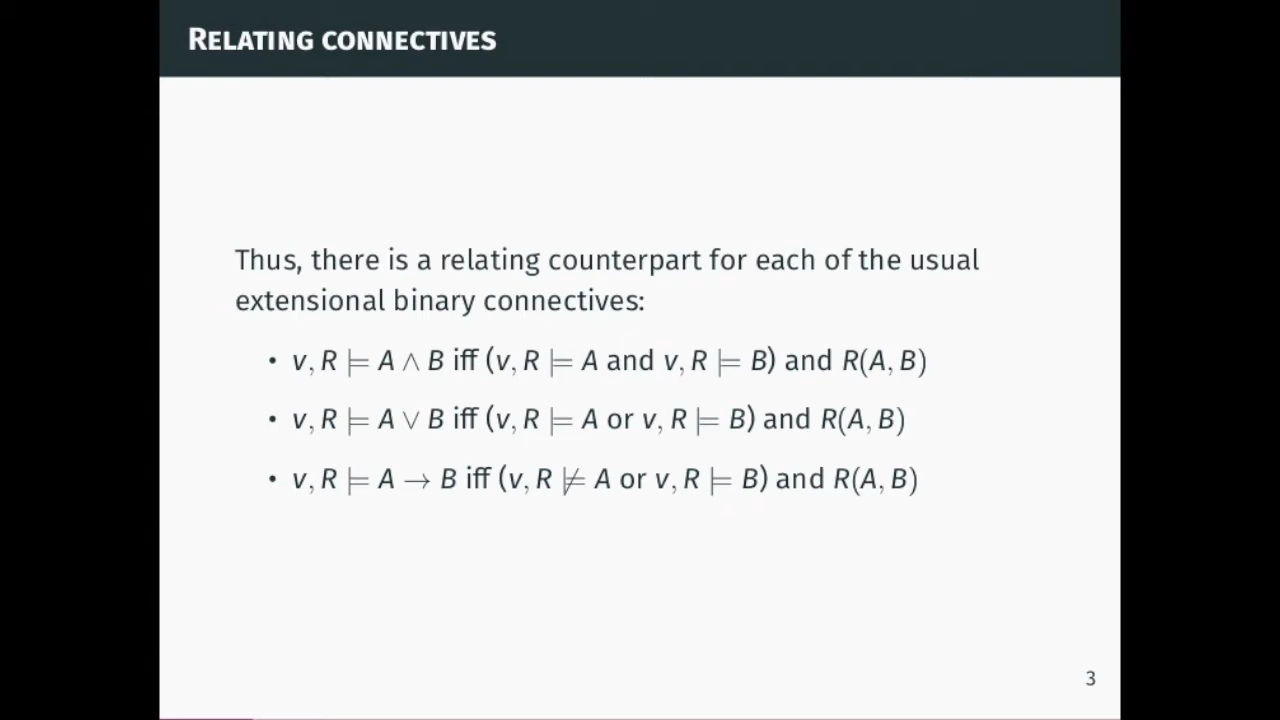 RELATING CONNECTIVES
Thus, there is a relating counterpart for each of the usual
extensional binary connectives:
• v, R ⊨ A ∧ B iff (v, R ⊨ A and v, R ⊨ B) and R(A, B)
• v, R ⊨ A ∨ B iff (v, R ⊨ A or v, R ⊨ B) and R(A, B)
• v, R ⊨ A → B iff (v, R ⊭ A or v, R ⊨ B) and R(A, B)
3